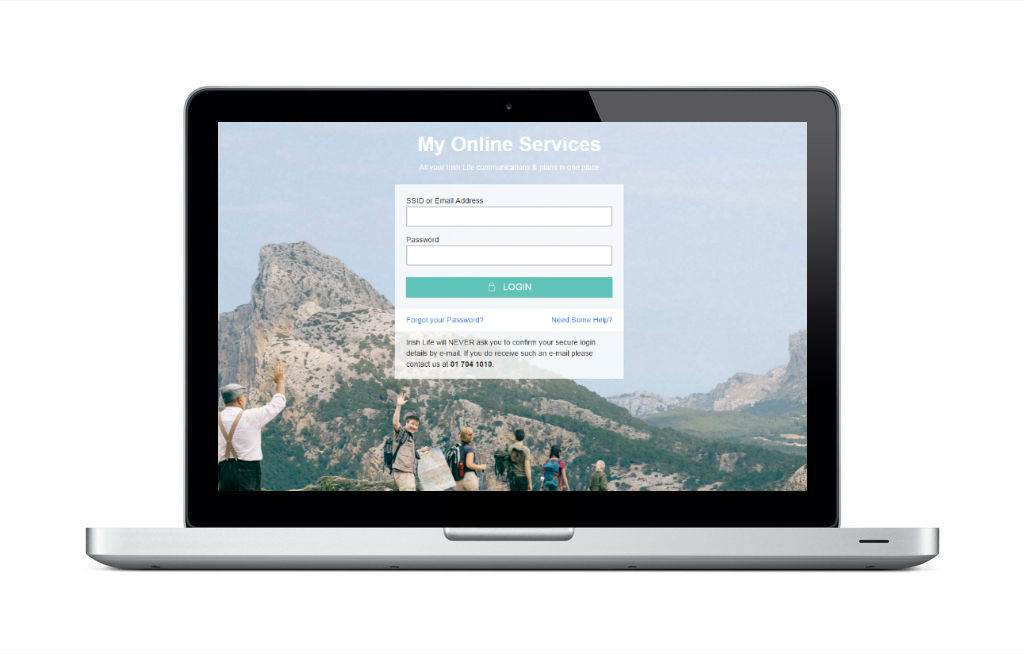 My Online Services
All your Irish Life communications & plans in one place
SSID or Email Address
Password
LOGIN
Forgot your Password?
Need Some Help?
Irish Life will NEVER ask you to confirm your secure login
details by e-mail. If you do receive such an e-mail please
contact us at 01 704 1010.